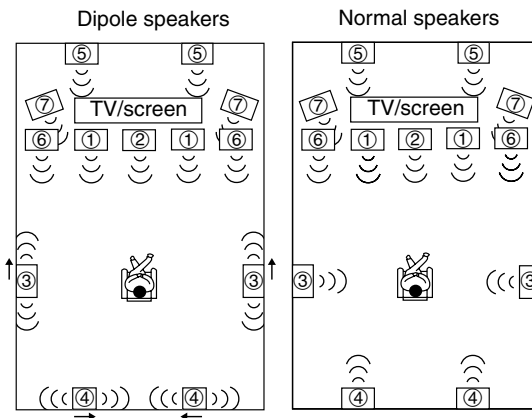 Dipole speakers
Normal speakers
⑤ ⑤
⑦ TV/screen ⑦
⑥ ① ② ① ⑥
③ ③
④ ④
⑤ ⑤
⑦ TV/screen ⑦
⑥ ① ② ① ⑥
③ ③
④ ④